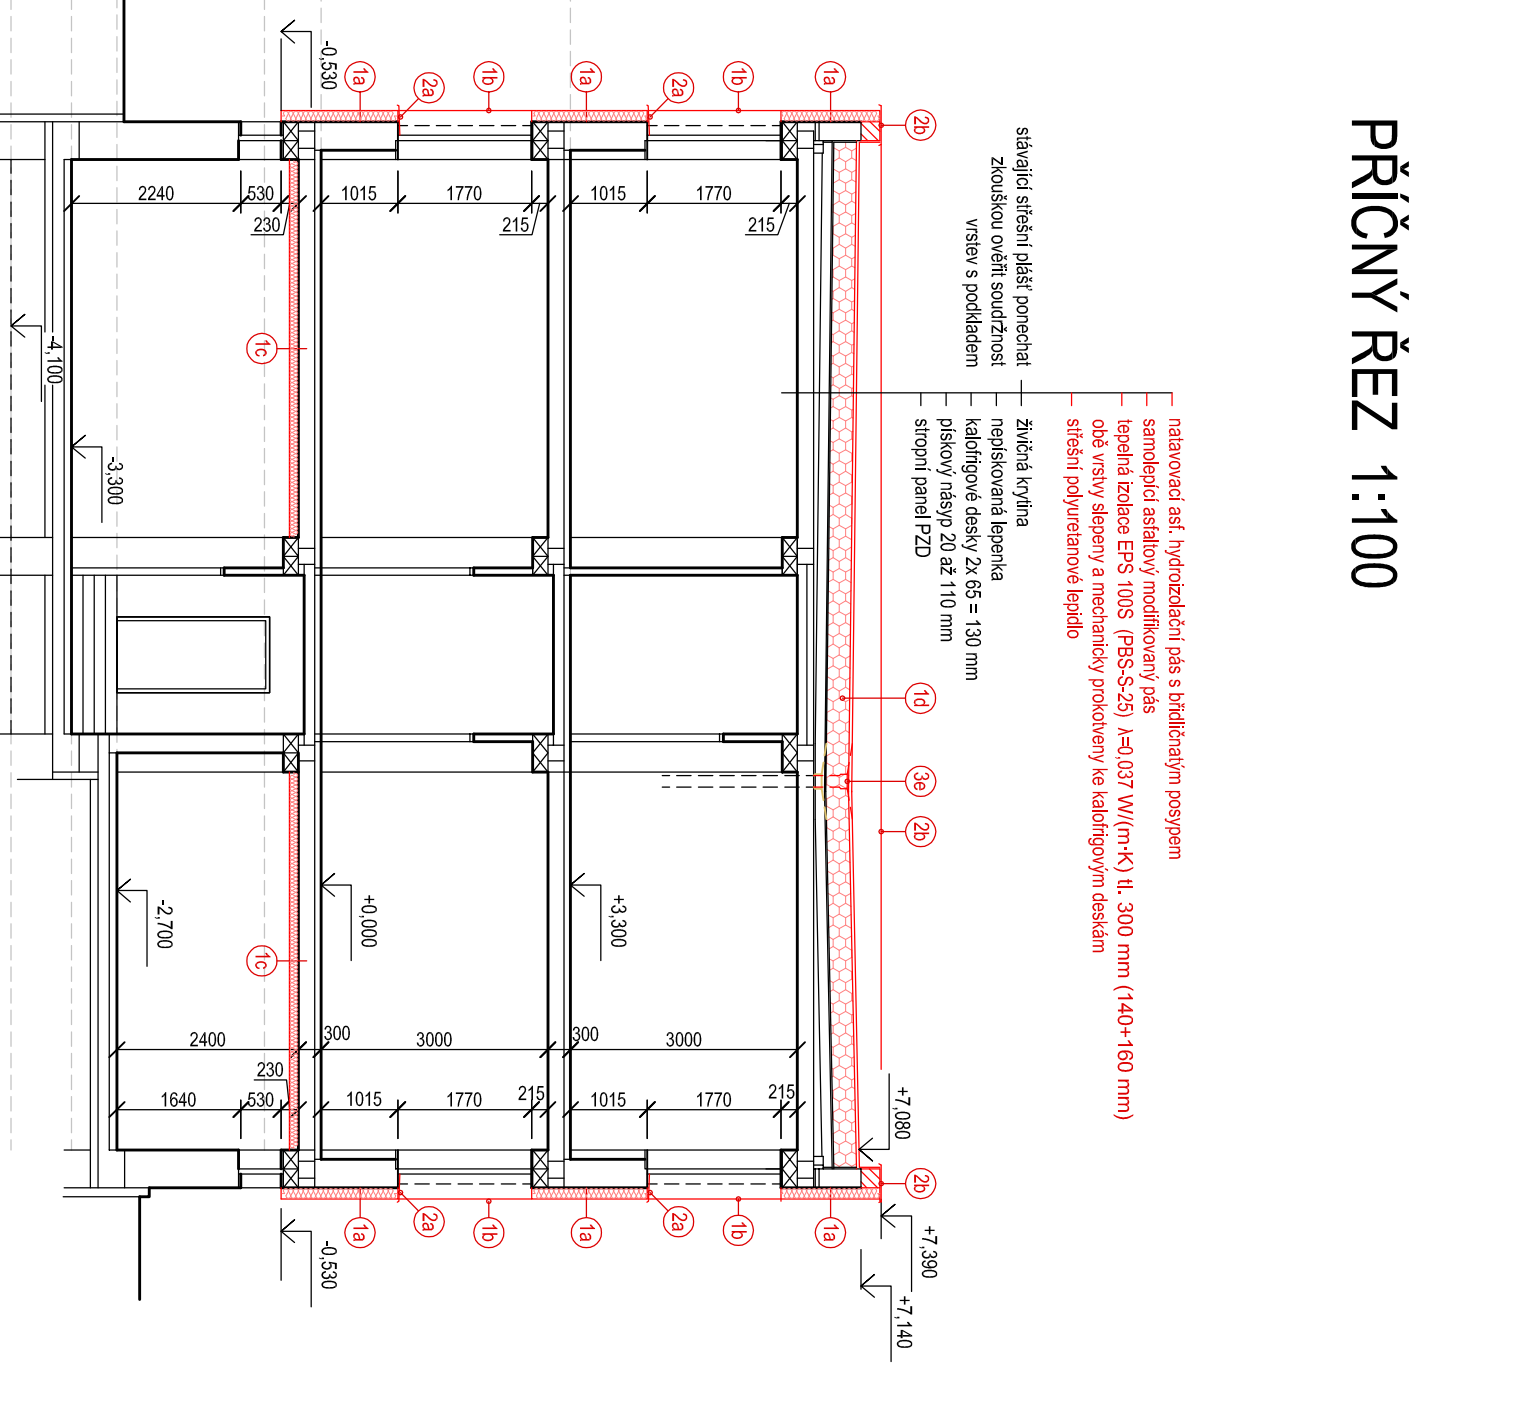 PŘÍČNÝ ŘEZ 1:100
natavovací asf. hydroizolační pás s břidličnatým posypem
samolepící asfaltový modifikovaný pás
tepelná izolace EPS 100S (PBS-S-25) λ=0,037 W/(m·K) tl. 300 mm (140+160 mm)
obě vrstvy slepeny a mechanicky prokotveny ke kalofrigovým deskám
střešní polyuretanové lepidlo
stávající střešní plášť ponechat
zkouškou ověřit soudržnost
vrstev s podkladem
živičná krytina
nepískovaná lepenka
kalofrigové desky 2x 65 = 130 mm
pískový násyp 20 až 110 mm
stropní panel PZD
2b
1d
3e
2b
2b
+7,080
+7,390
+7,140
1a
1b
2a
1a
1b
2a
1a
-0,530
215
1770
1015
215
1770
1015
230
530
2240
1c
-4,100
-3,300
+3,300
+0,000
-2,700
1c
3000
300
3000
300
2400
215
1770
1015
215
1770
1015
230
530
1640
1a
1b
2a
1a
1b
2a
1a
-0,530